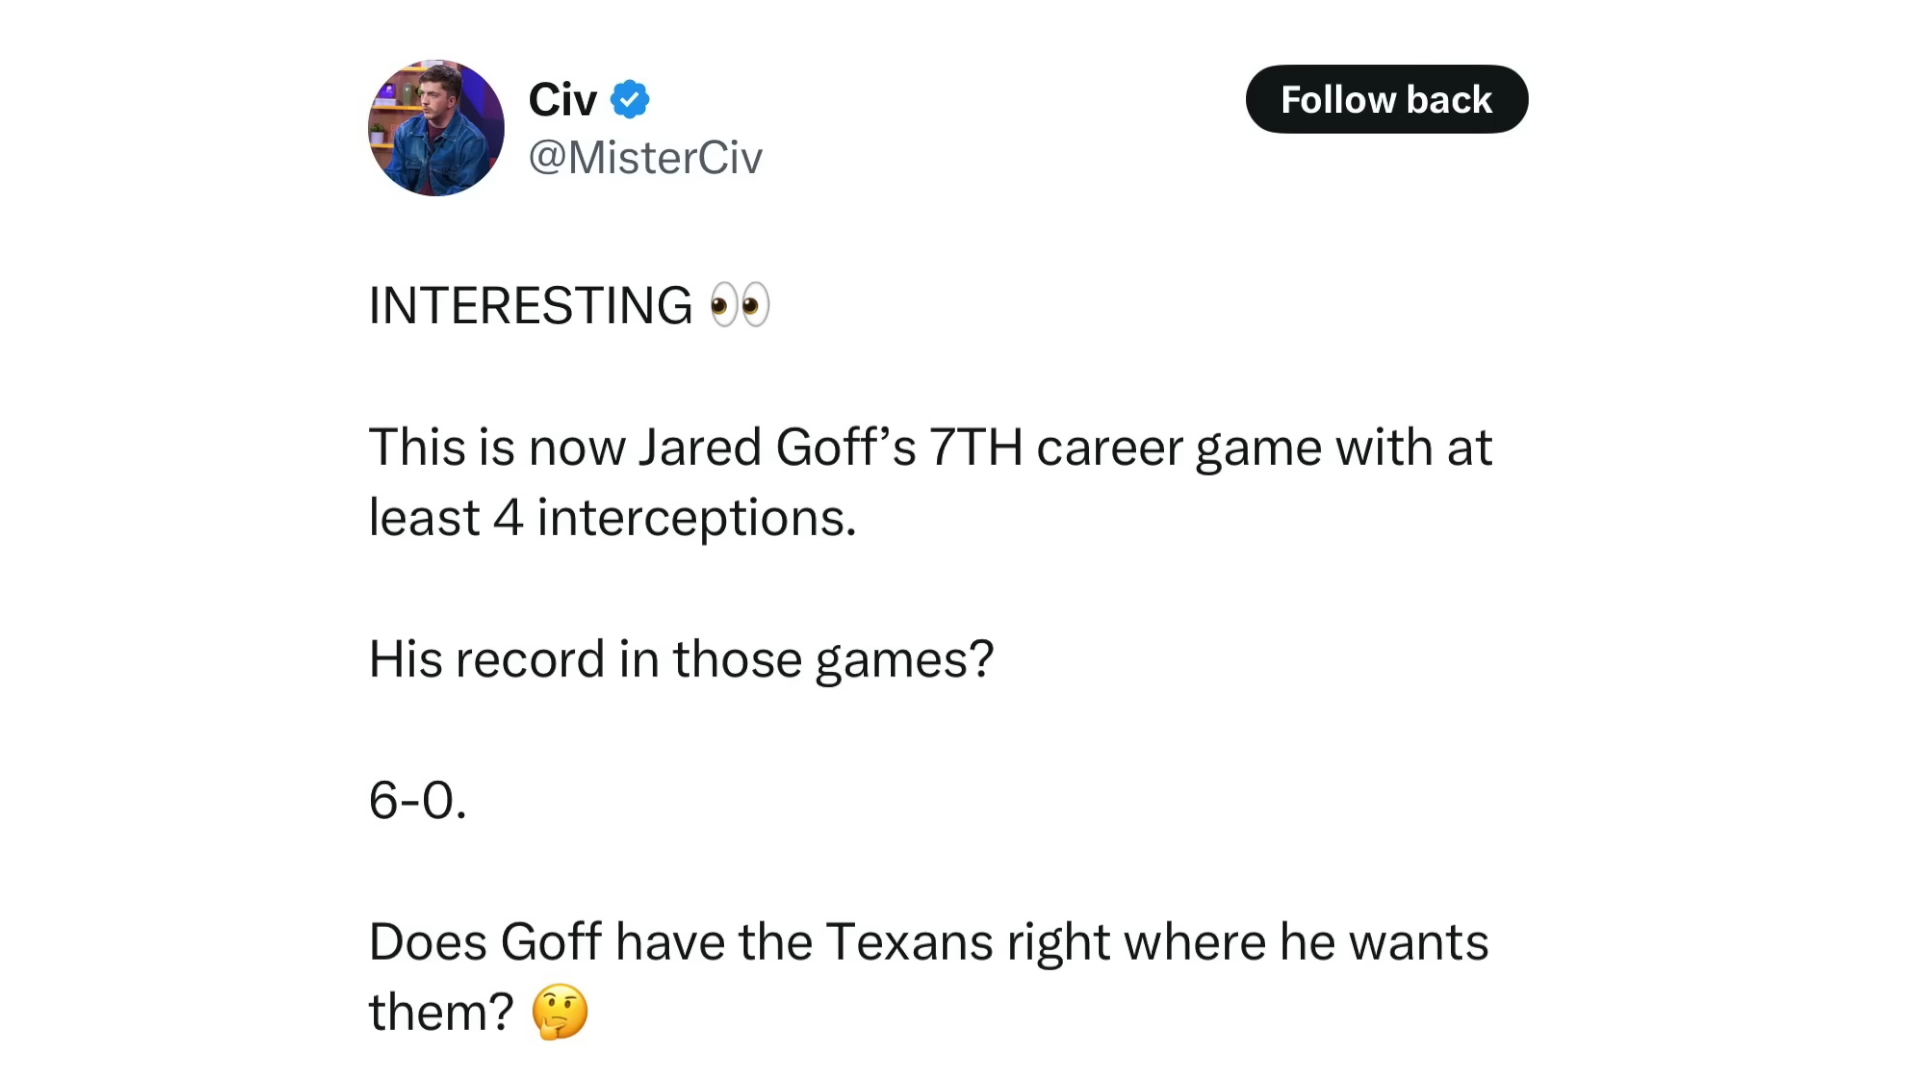 Civ
@MisterCiv
Follow back
INTERESTING 👀
This is now Jared Goff’s 7TH career game with at
least 4 interceptions.
His record in those games?
6-0.
Does Goff have the Texans right where he wants
them? 🤔